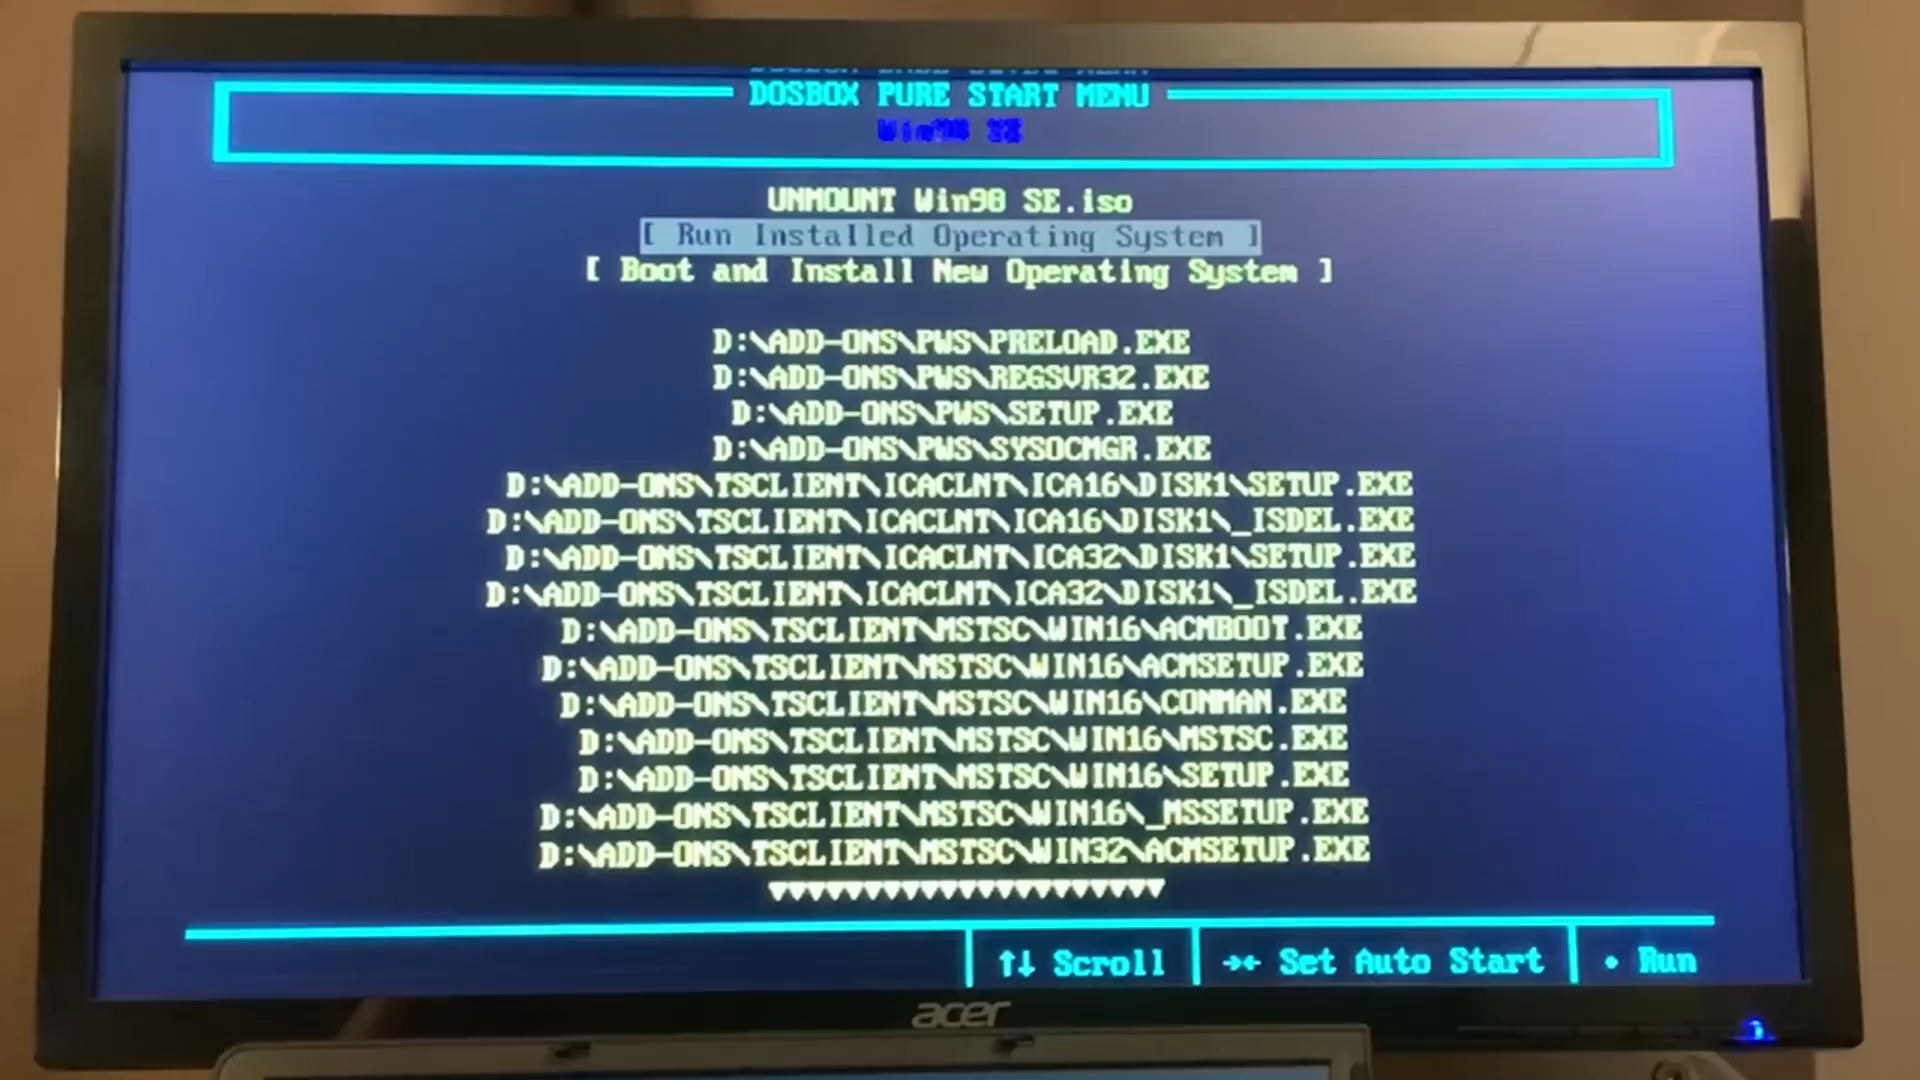 DOSBOX PURE START MENU
Win98 SE
UNMOUNT Win98 SE.iso
[ Run Installed Operating System ]
[ Boot and Install New Operating System ]
D:\ADD-ONS\PWS\PRELOAD.EXE
D:\ADD-ONS\PWS\REGSVR32.EXE
D:\ADD-ONS\PWS\SETUP.EXE
D:\ADD-ONS\PWS\SYSOCMGR.EXE
D:\ADD-ONS\TSCLIENT\ICACLNT\ICA16\DISK1\SETUP.EXE
D:\ADD-ONS\TSCLIENT\ICACLNT\ICA16\DISK1\_ISDEL.EXE
D:\ADD-ONS\TSCLIENT\ICACLNT\ICA32\DISK1\SETUP.EXE
D:\ADD-ONS\TSCLIENT\ICACLNT\ICA32\DISK1\_ISDEL.EXE
D:\ADD-ONS\TSCLIENT\MSTSC\WIN16\ACMBOOT.EXE
D:\ADD-ONS\TSCLIENT\MSTSC\WIN16\ACMSETUP.EXE
D:\ADD-ONS\TSCLIENT\MSTSC\WIN16\CONMAN.EXE
D:\ADD-ONS\TSCLIENT\MSTSC\WIN16\MSTSC.EXE
D:\ADD-ONS\TSCLIENT\MSTSC\WIN16\SETUP.EXE
D:\ADD-ONS\TSCLIENT\MSTSC\WIN16\_MSSETUP.EXE
D:\ADD-ONS\TSCLIENT\MSTSC\WIN32\ACMSETUP.EXE
↑↓ Scroll →← Set Auto Start • Run
acer